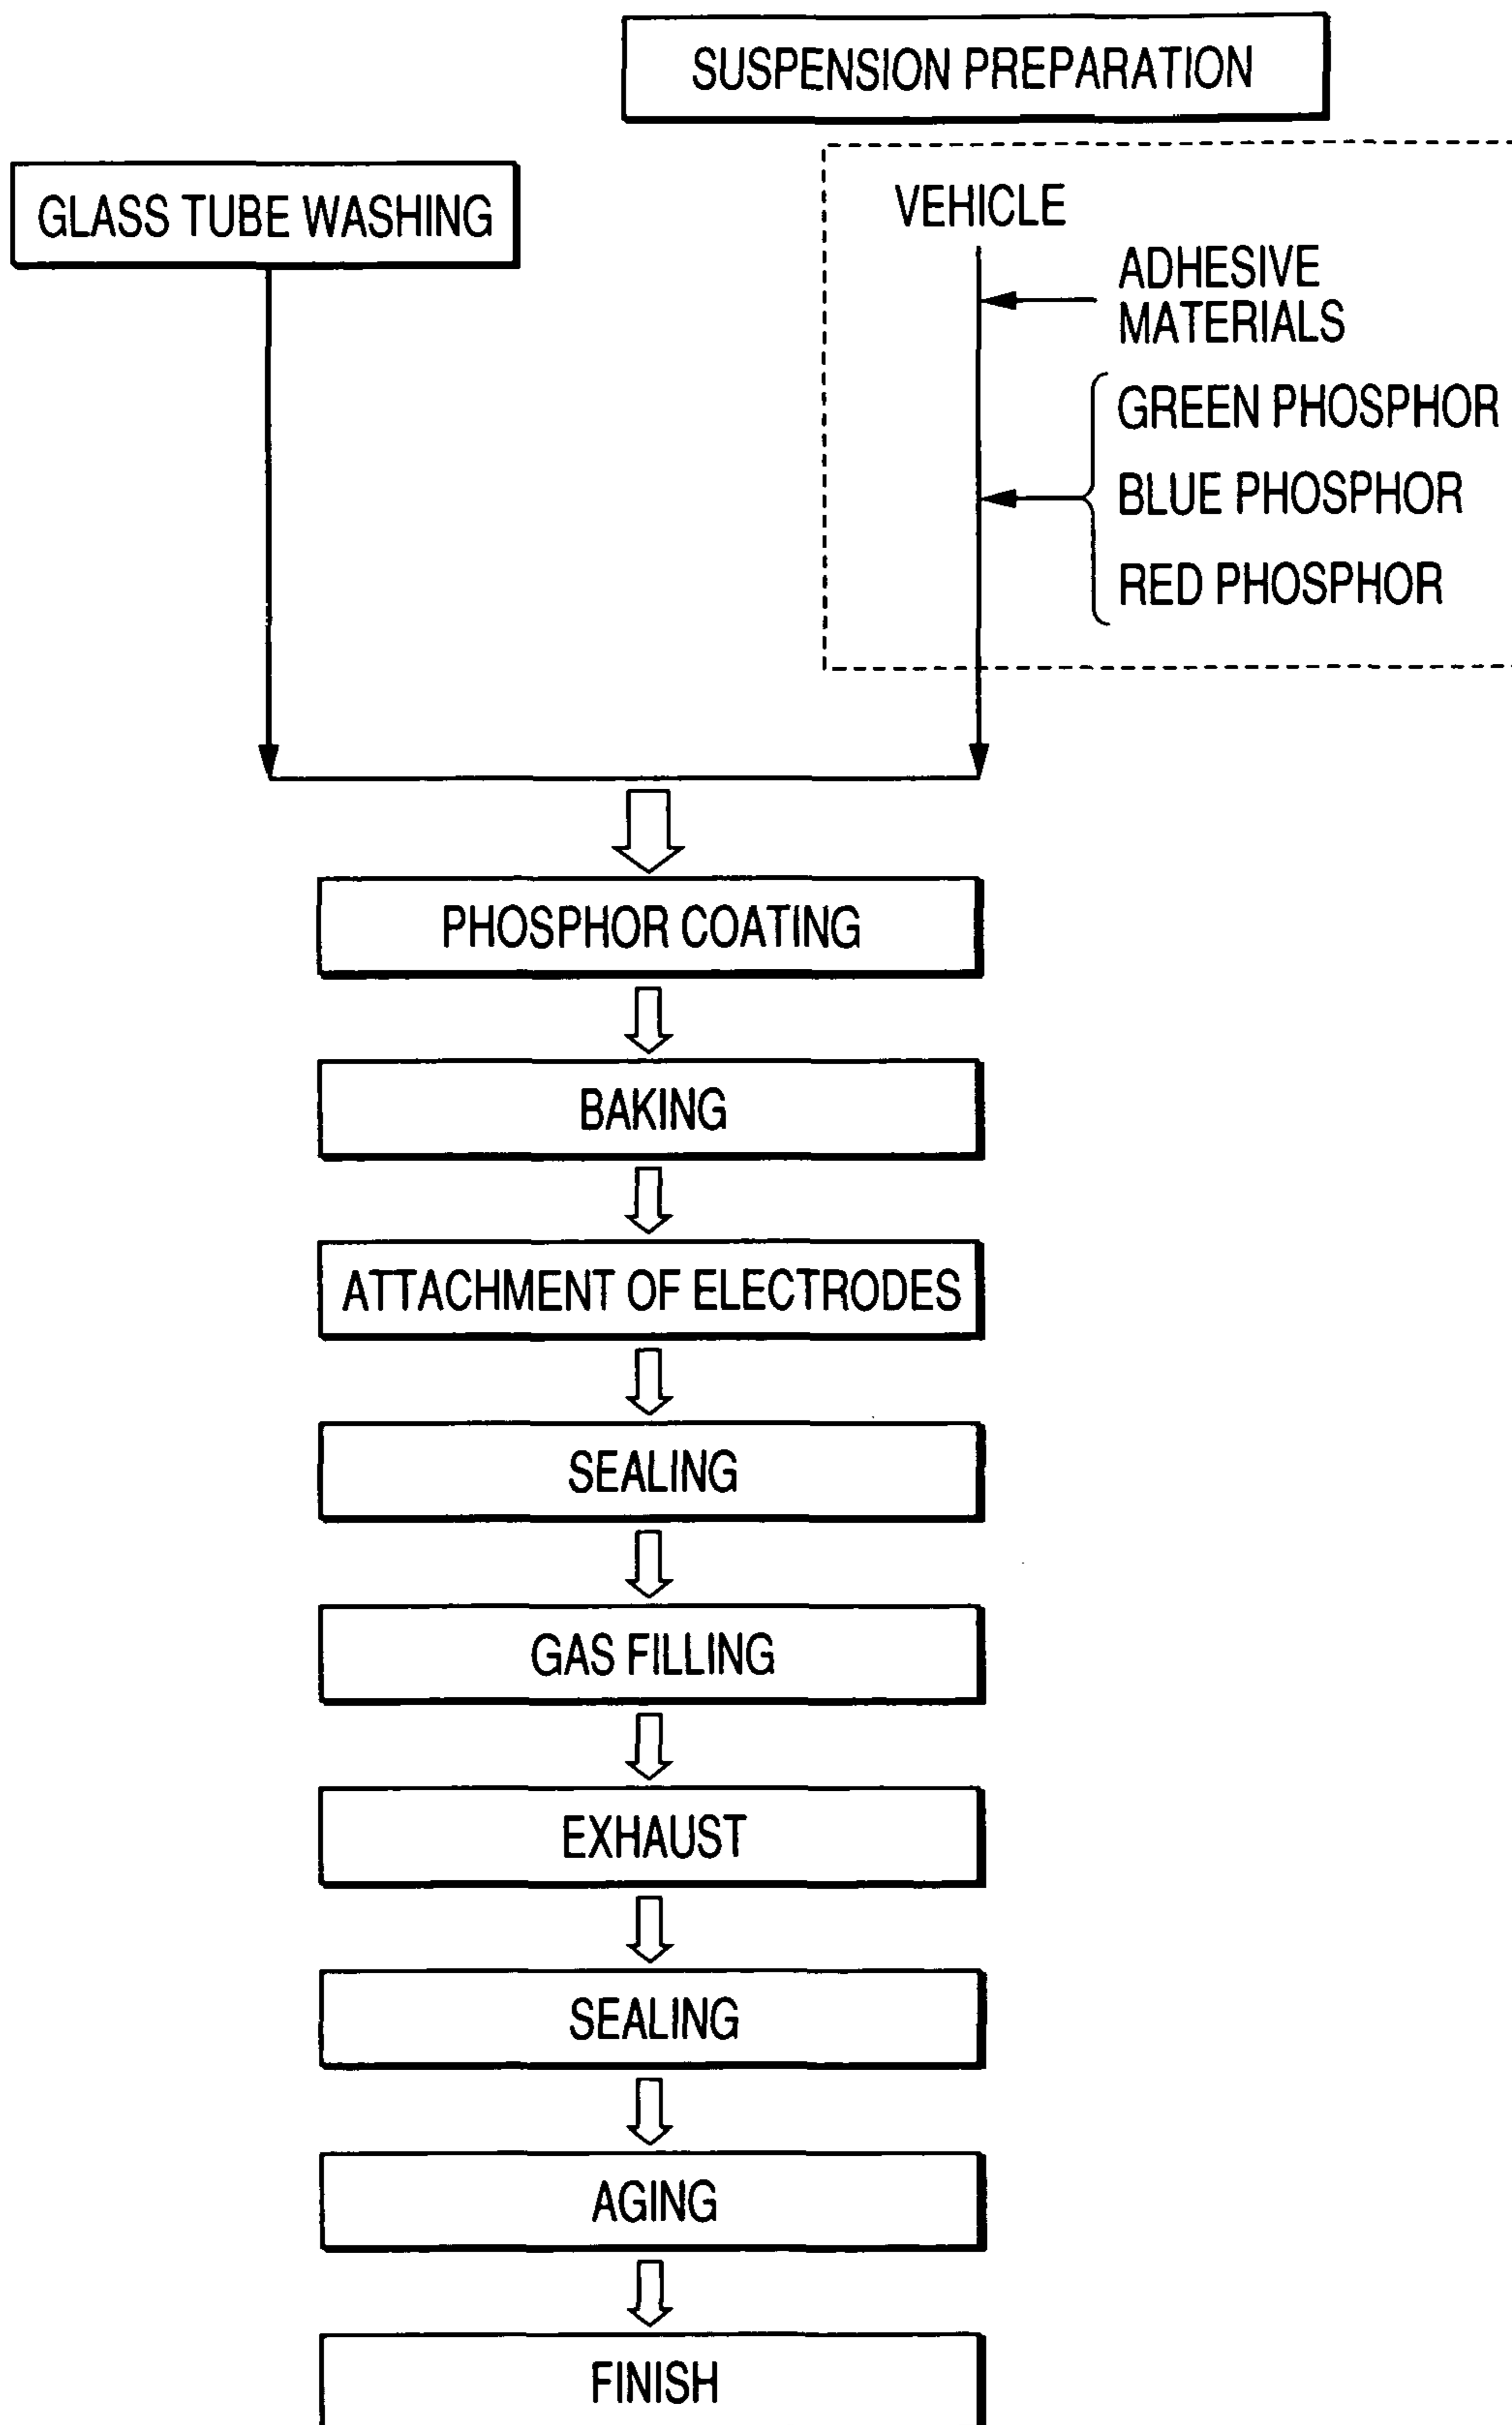 SUSPENSION PREPARATION
GLASS TUBE WASHING
VEHICLE
ADHESIVE
MATERIALS
GREEN PHOSPHOR
BLUE PHOSPHOR
RED PHOSPHOR
PHOSPHOR COATING
BAKING
ATTACHMENT OF ELECTRODES
SEALING
GAS FILLING
EXHAUST
SEALING
AGING
FINISH